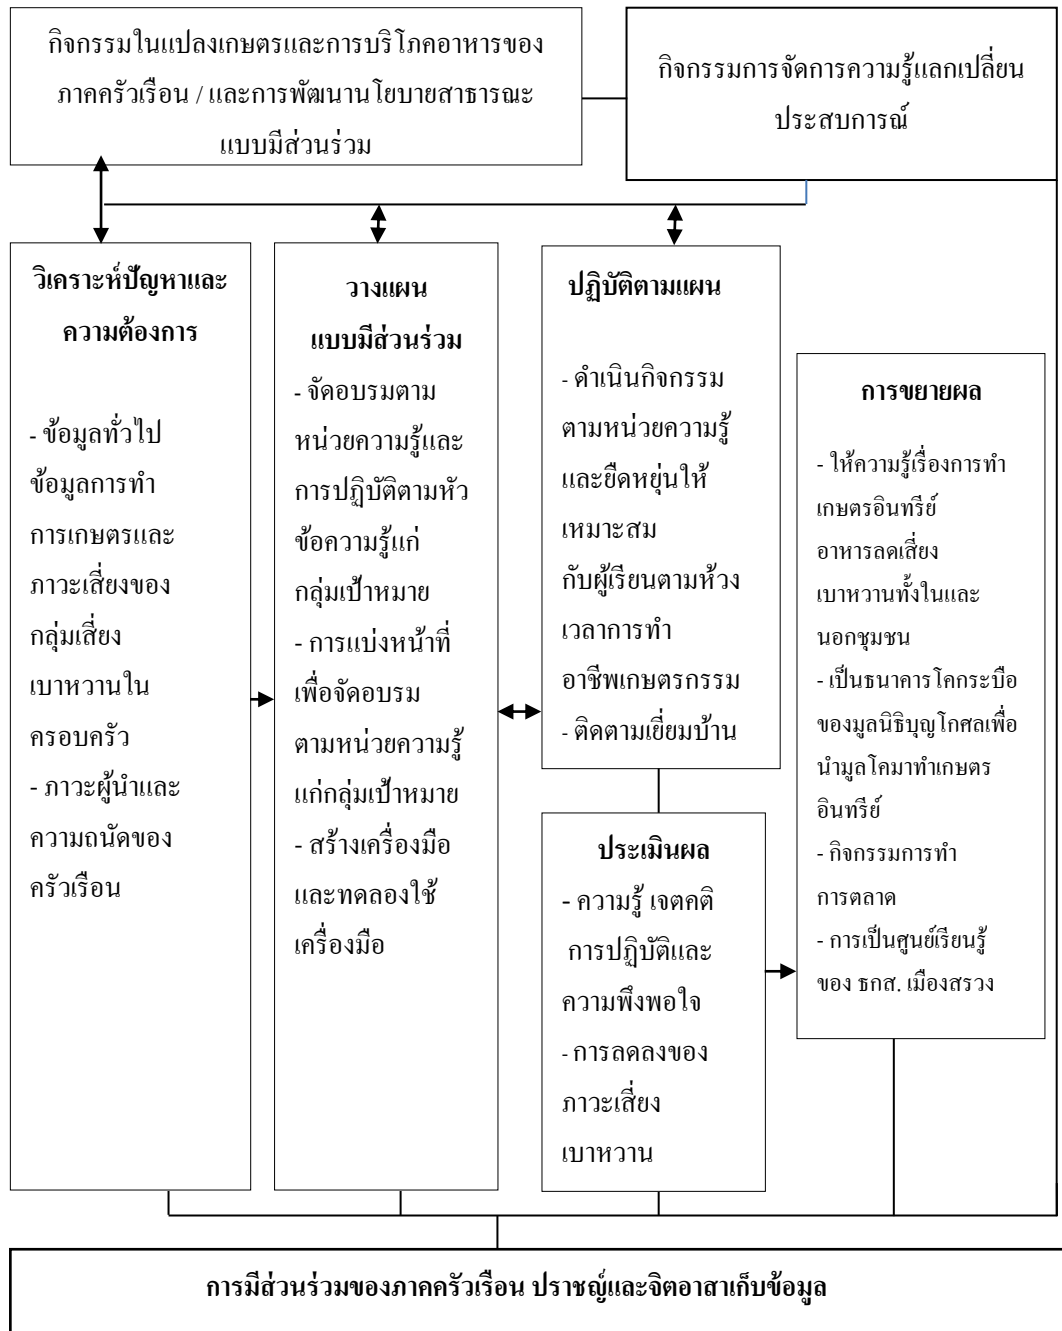 กิจกรรมในแปลงเกษตรและการบริโภคอาหารของ
ภาคครัวเรือน / และการพัฒนานโยบายสาธารณะ
แบบมีส่วนร่วม
กิจกรรมการจัดการความรู้แลกเปลี่ยน
ประสบการณ์
วิเคราะห์ปัญหาและ
ความต้องการ
- ข้อมูลทั่วไป
ข้อมูลการทำ
การเกษตรและ
ภาวะเสี่ยงของ
กลุ่มเสี่ยง
เบาหวานใน
ครอบครัว
- ภาวะผู้นำและ
ความถนัดของ
ครัวเรือน
วางแผน
แบบมีส่วนร่วม
- จัดอบรมตาม
หน่วยความรู้และ
การปฏิบัติตามหัว
ข้อความรู้แก่
กลุ่มเป้าหมาย
- การแบ่งหน้าที่
เพื่อจัดอบรม
ตามหน่วยความรู้
แก่กลุ่มเป้าหมาย
- สร้างเครื่องมือ
และทดลองใช้
เครื่องมือ
ปฏิบัติตามแผน
- ดำเนินกิจกรรม
ตามหน่วยความรู้
และยืดหยุ่นให้
เหมาะสม
กับผู้เรียนตามห้วง
เวลาการทำ
อาชีพเกษตรกรรม
- ติดตามเยี่ยมบ้าน
ประเมินผล
- ความรู้ เจตคติ
การปฏิบัติและ
ความพึงพอใจ
- การลดลงของ
ภาวะเสี่ยง
เบาหวาน
การขยายผล
- ให้ความรู้เรื่องการทำ
เกษตรอินทรีย์
อาหารลดเสี่ยง
เบาหวานทั้งในและ
นอกชุมชน
- เป็นธนาคารโคกระบือ
ของมูลนิธิบุญโกศลเพื่อ
นำมูลโคมาทำเกษตร
อินทรีย์
- กิจกรรมการทำ
การตลาด
- การเป็นศูนย์เรียนรู้
ของ ธกส. เมืองสรวง
การมีส่วนร่วมของภาคครัวเรือน ปราชญ์และจิตอาสาเก็บข้อมูล